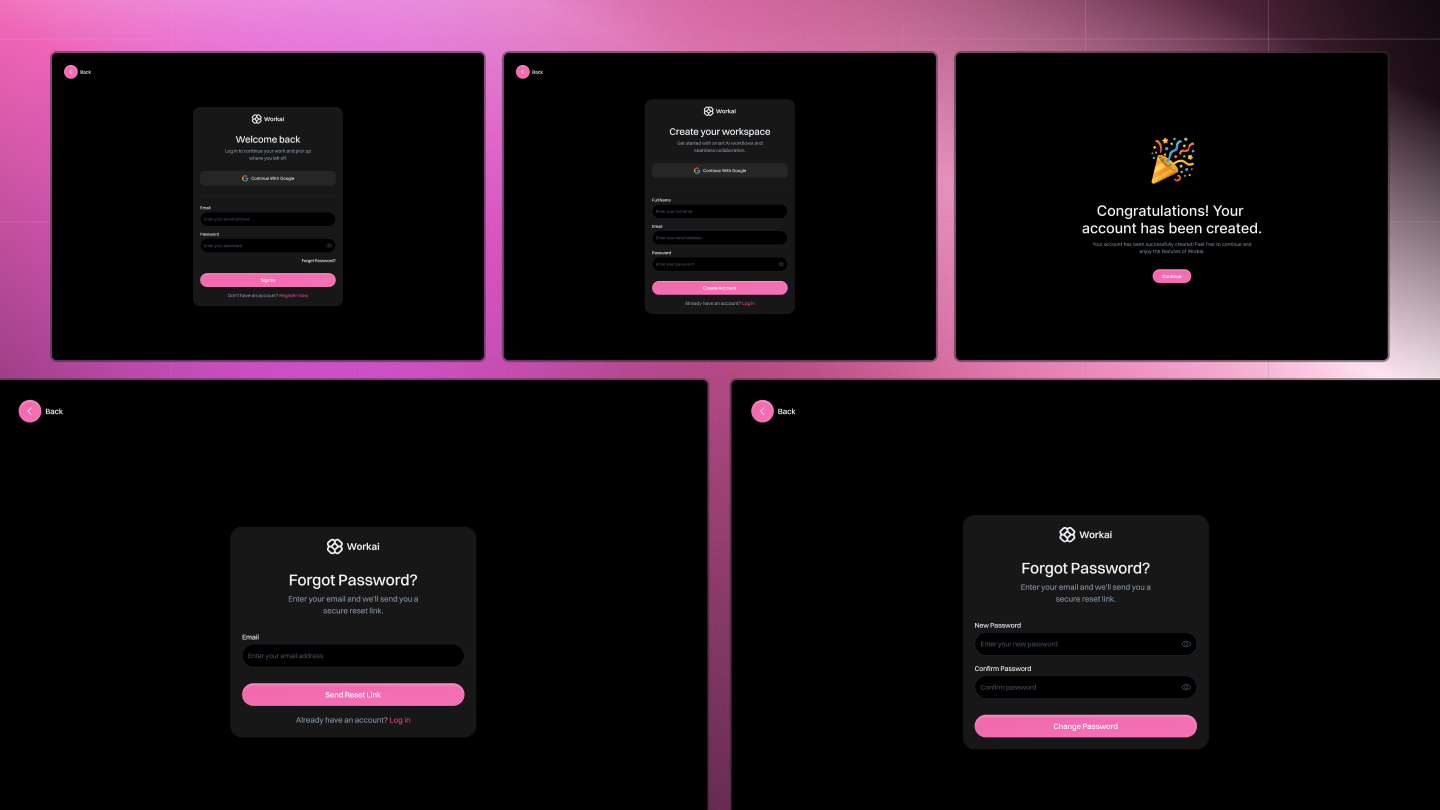 Back
Workai
Welcome back
Log in to continue your work and pick up
where you left off.
Continue With Google
Email
Enter your email address
Password
Enter your password
Forgot Password?
Sign In
Don't have an account? Register Now
Back
Workai
Create your workspace
Get started with smart AI workflows and
seamless collaboration.
Continue With Google
Full Name
Enter your full name
Email
Enter your email address
Password
Enter your password
Create Account
Already have an account? Log in
Congratulations! Your
account has been created.
Your account has been successfully created! Feel free to continue and
enjoy the features of Workai.
Continue
Back
Workai
Forgot Password?
Enter your email and we'll send you a
secure reset link.
Email
Enter your email address
Send Reset Link
Already have an account? Log in
Back
Workai
Forgot Password?
Enter your email and we'll send you a
secure reset link.
New Password
Enter your new password
Confirm Password
Confirm password
Change Password